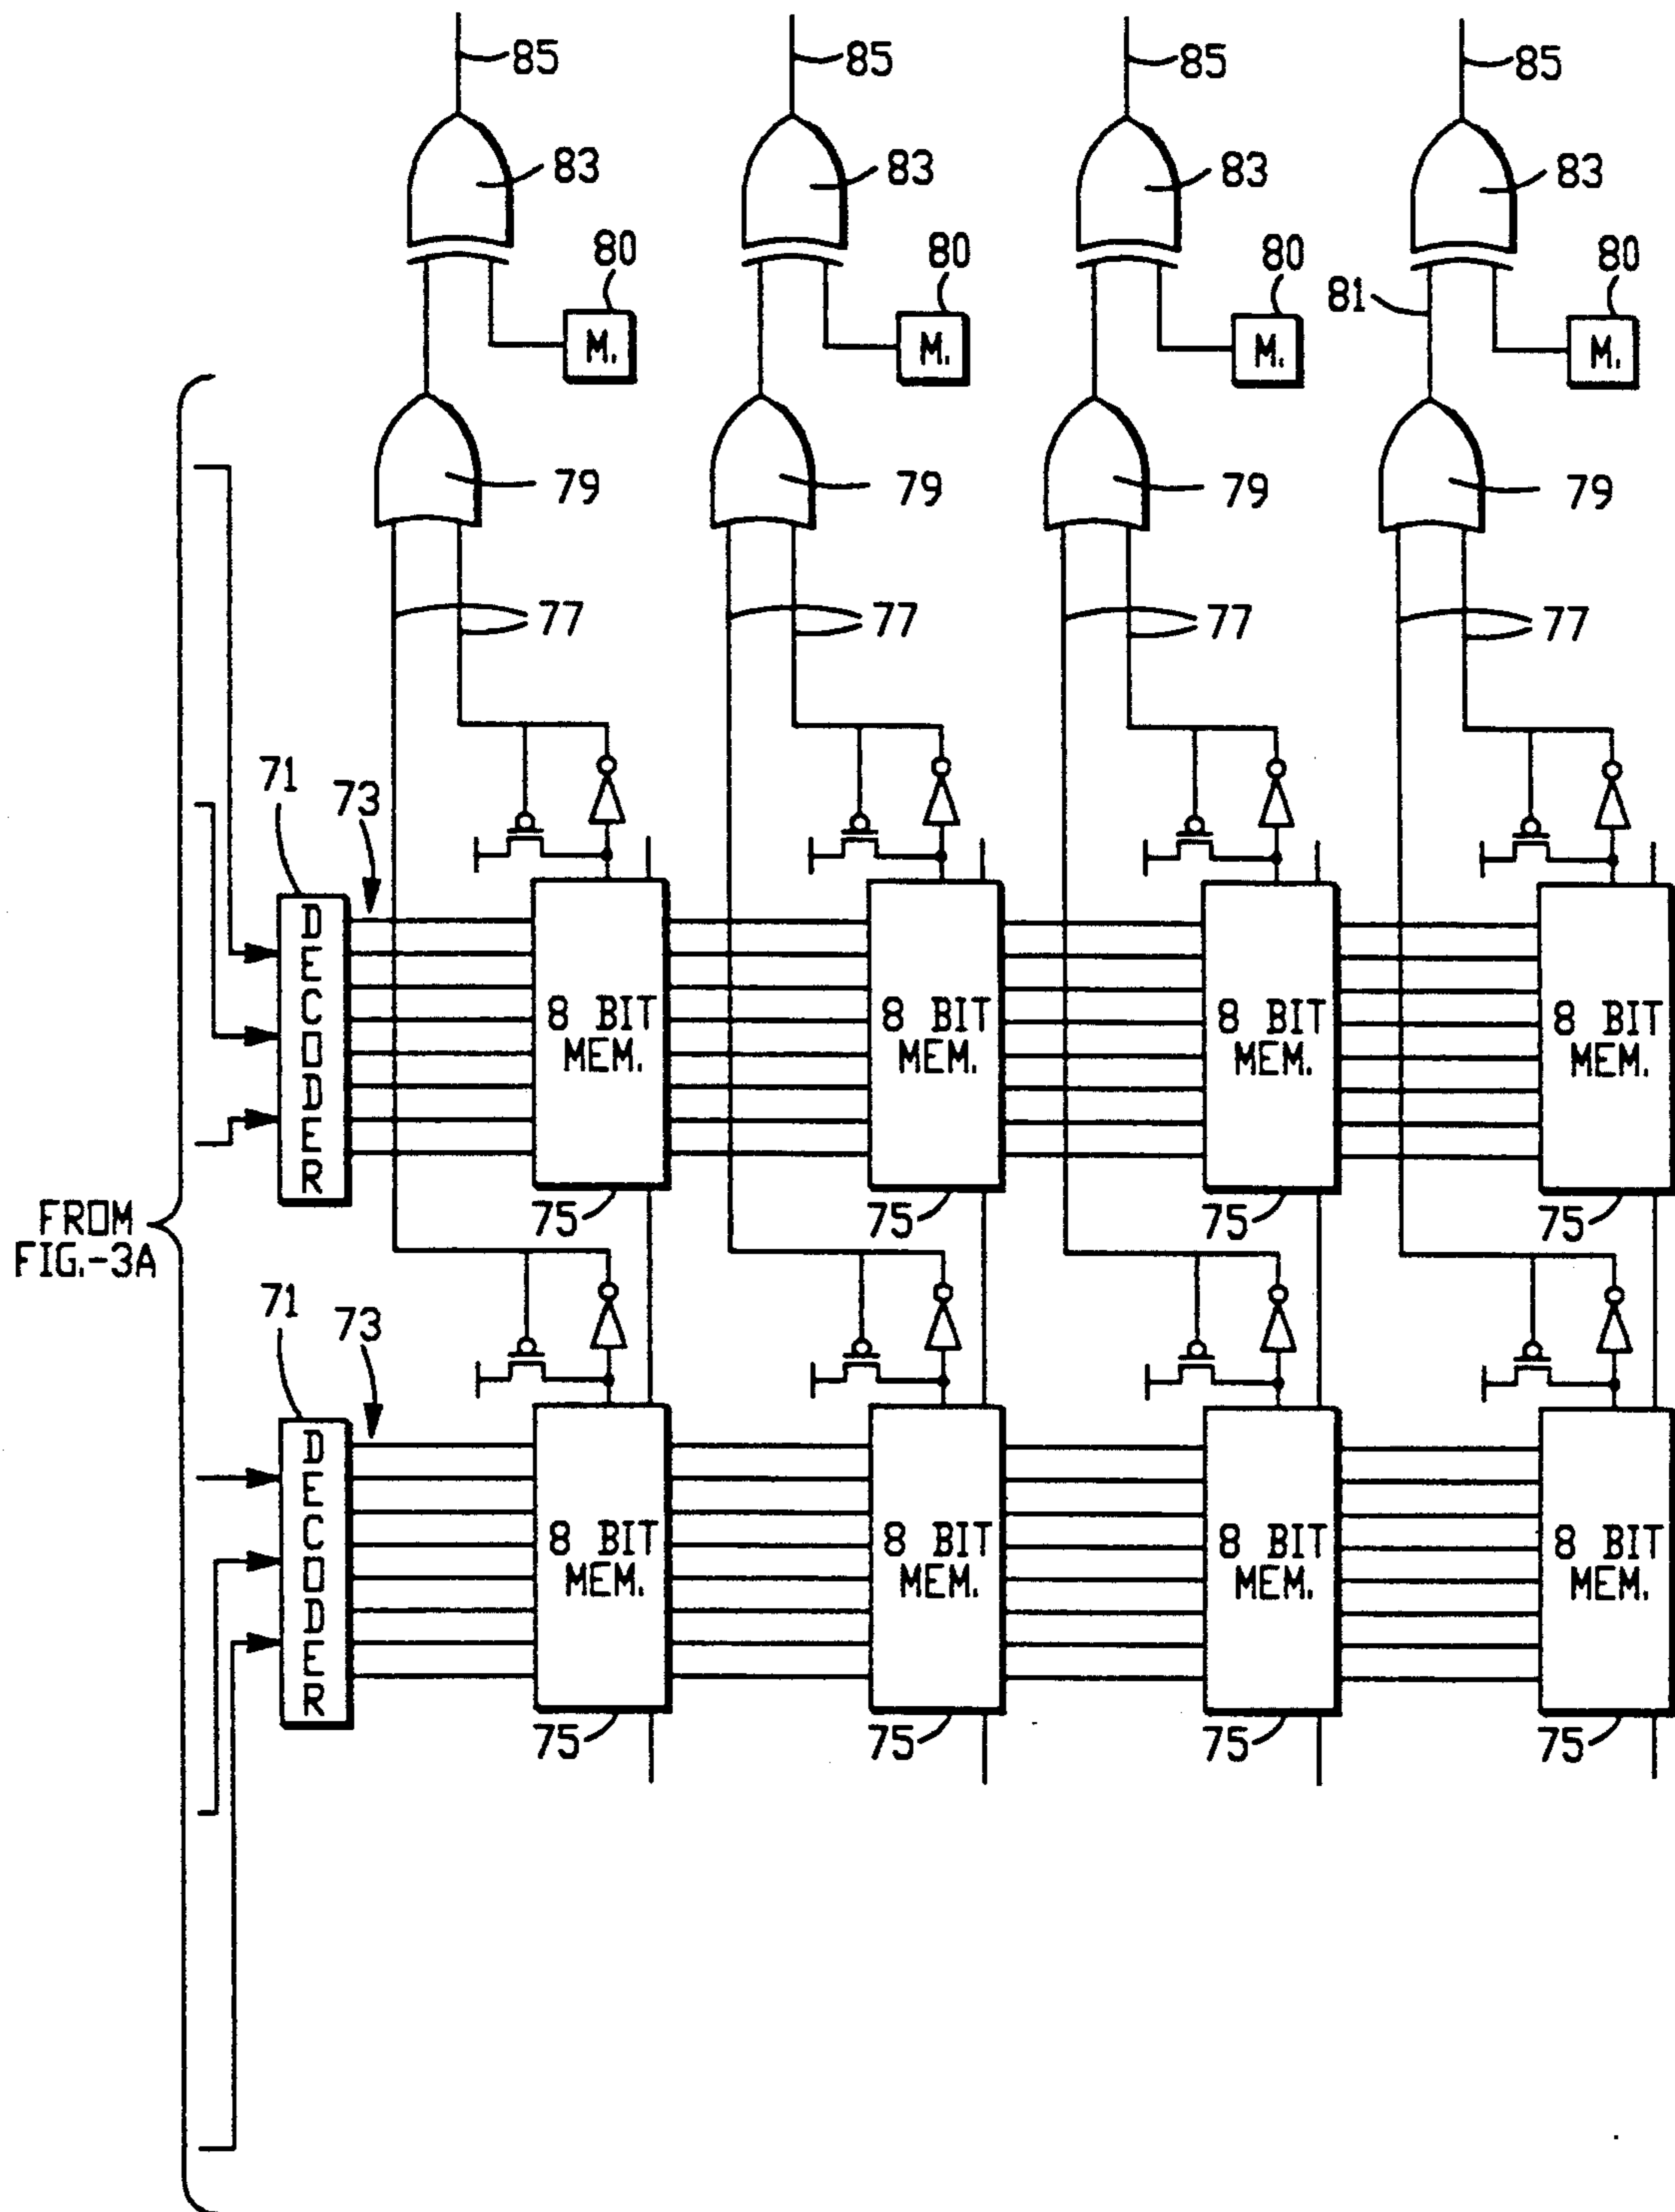 85 85 85 85
83 83 83 83
80 80 80 80
81
M. M. M. M.
79 79 79 79
77 77 77 77
71
73
DECODER
8 BIT MEM.
8 BIT MEM.
8 BIT MEM.
8 BIT MEM.
75 75 75 75
FROM
FIG.-3A
71
73
DECODER
8 BIT MEM.
8 BIT MEM.
8 BIT MEM.
8 BIT MEM.
75 75 75 75